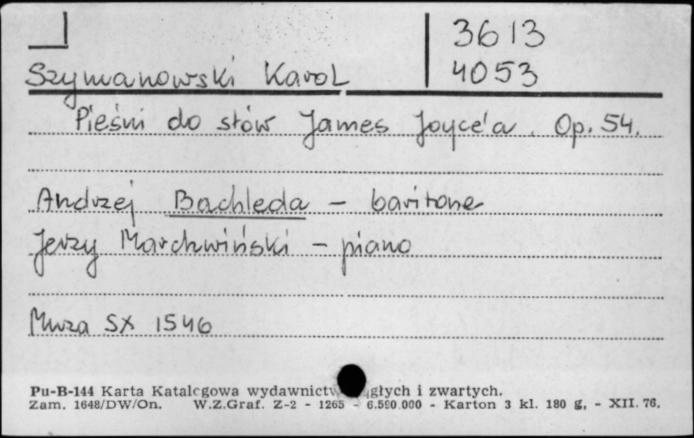 3613
4053
Szymanowski Karol
Pieśni do słów James Joyce'a. Op. 54.
Andrzej Bachleda - baritone
Jerzy Marchwiński - piano
Muza SX 1546
Pu-B-144 Karta Katalogowa wydawnictw i zwartych.
Zam. 1648/DW/On. W.Z.Graf. Z-2 - 1265 - 6.590.000 - Karton 3 kl. 180 g, - XII. 76.